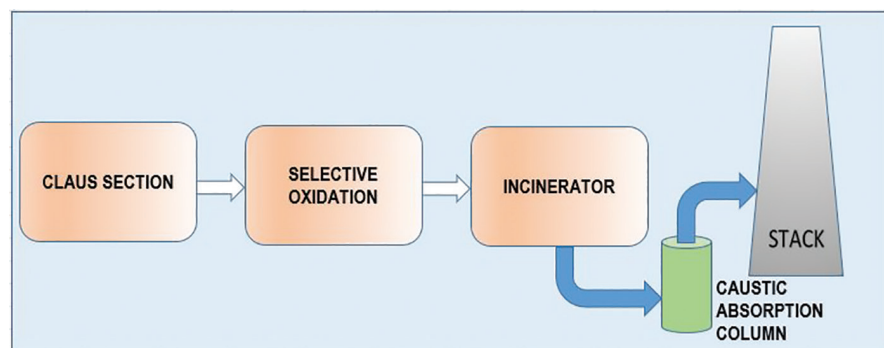 CLAUS SECTION
SELECTIVE
OXIDATION
INCINERATOR
STACK
CAUSTIC
ABSORPTION
COLUMN